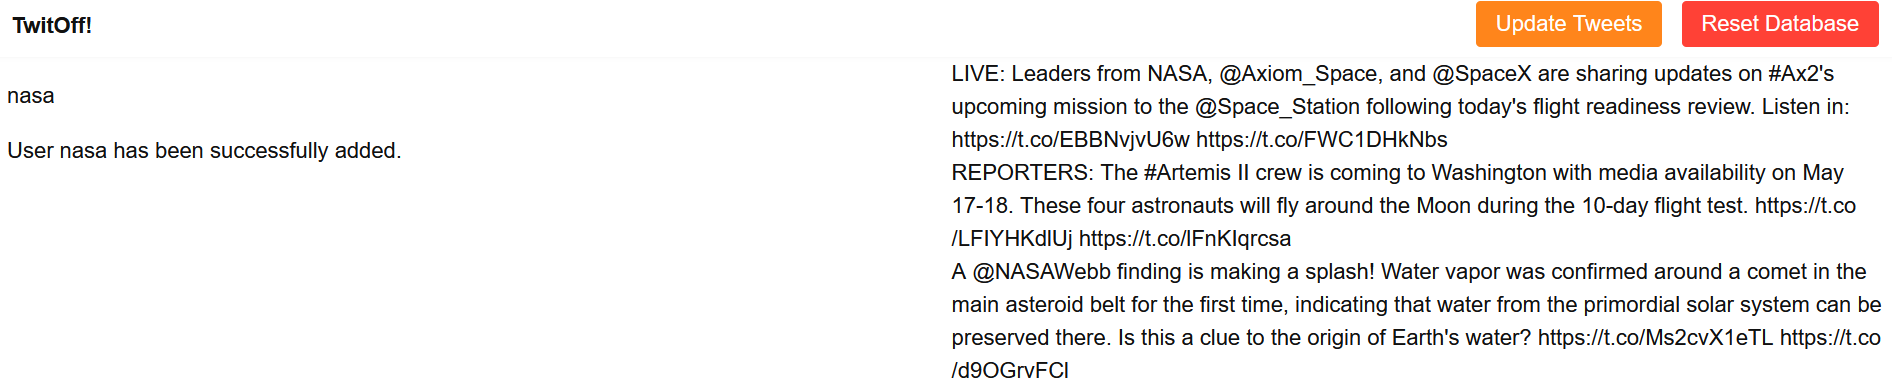 TwitOff!
Update Tweets
Reset Database
nasa
User nasa has been successfully added.
LIVE: Leaders from NASA, @Axiom_Space, and @SpaceX are sharing updates on #Ax2's
upcoming mission to the @Space_Station following today's flight readiness review. Listen in:
https://t.co/EBBNvjvU6w https://t.co/FWC1DHkNbs
REPORTERS: The #Artemis II crew is coming to Washington with media availability on May
17-18. These four astronauts will fly around the Moon during the 10-day flight test. https://t.co
/LFIYHKdlUj https://t.co/lFnKIqrcsa
A @NASAWebb finding is making a splash! Water vapor was confirmed around a comet in the
main asteroid belt for the first time, indicating that water from the primordial solar system can be
preserved there. Is this a clue to the origin of Earth's water? https://t.co/Ms2cvX1eTL https://t.co
/d9OGrvFCl